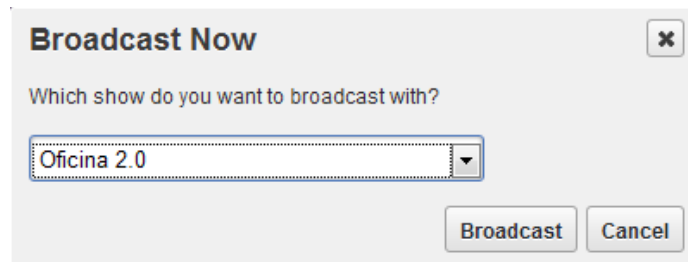 Broadcast Now
Which show do you want to broadcast with?
Oficina 2.0
Broadcast Cancel